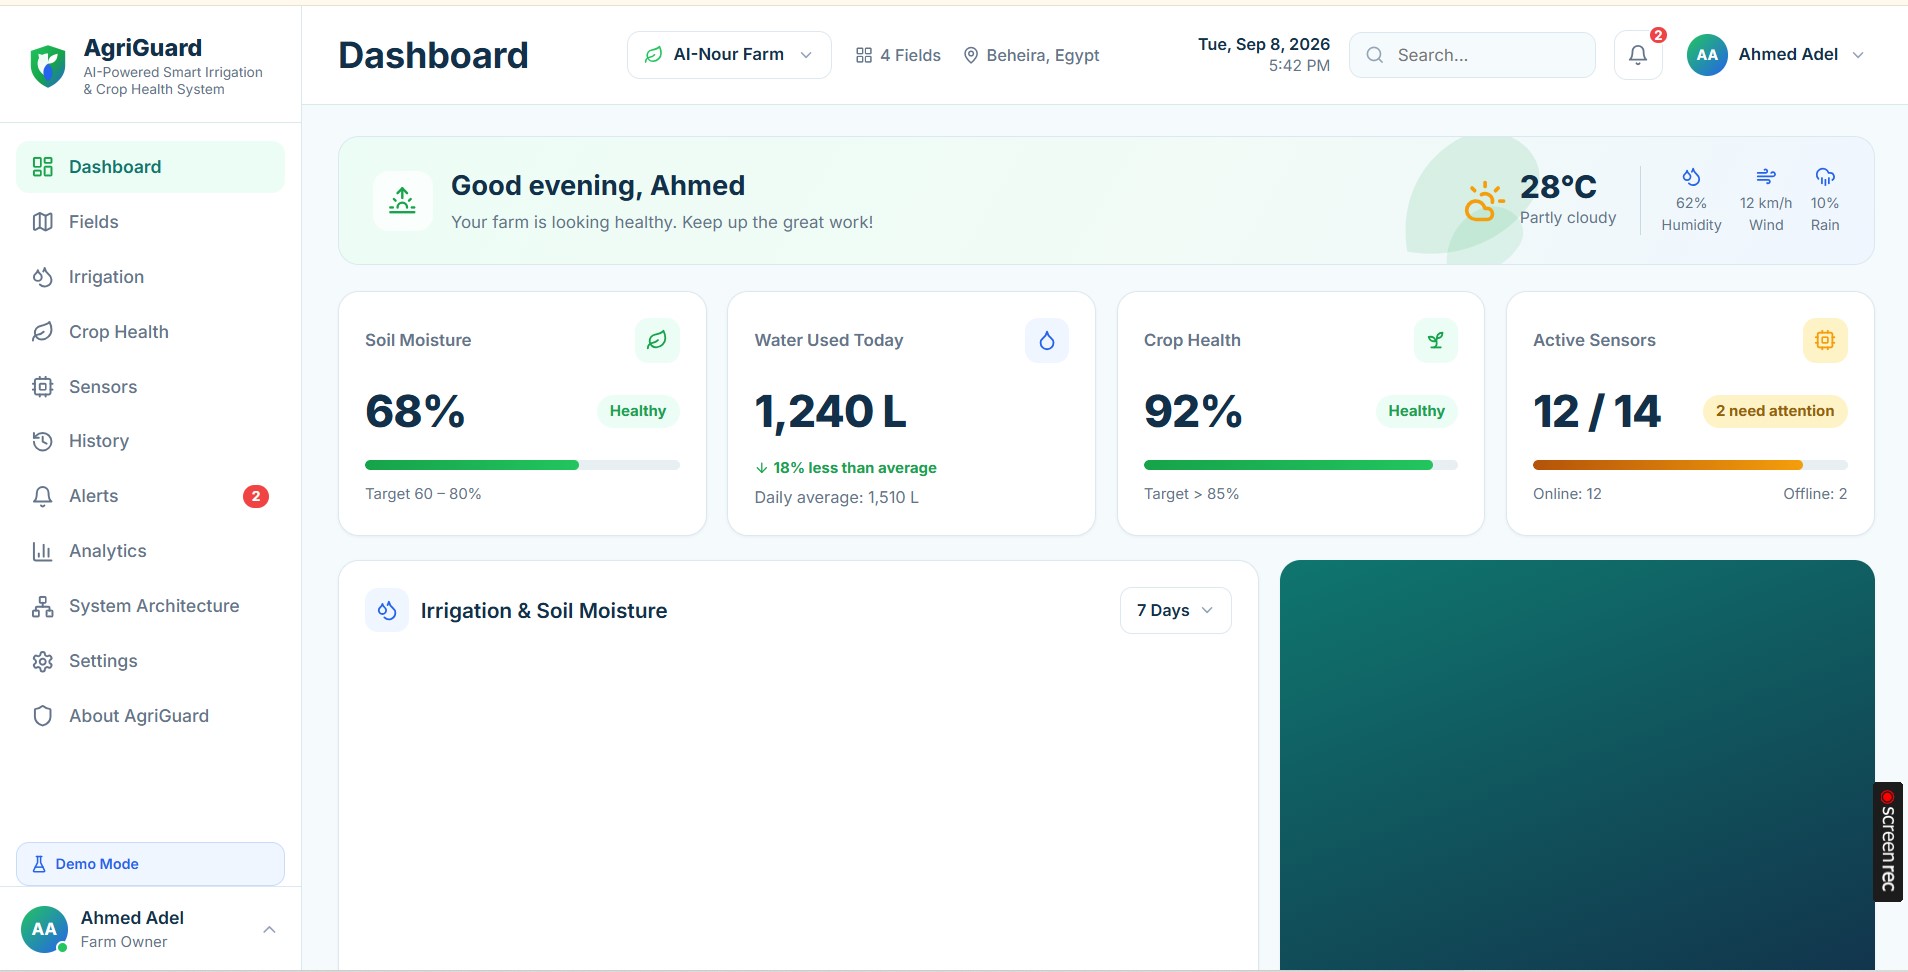 AgriGuard
AI-Powered Smart Irrigation
& Crop Health System
Dashboard
Fields
Irrigation
Crop Health
Sensors
History
Alerts
2
Analytics
System Architecture
Settings
About AgriGuard
Demo Mode
AA
Ahmed Adel
Farm Owner
Dashboard
Al-Nour Farm
4 Fields
Beheira, Egypt
Tue, Sep 8, 2026
5:42 PM
Search...
2
AA
Ahmed Adel
Good evening, Ahmed
Your farm is looking healthy. Keep up the great work!
28°C
Partly cloudy
62%
Humidity
12 km/h
Wind
10%
Rain
Soil Moisture
68%
Healthy
Target 60 – 80%
Water Used Today
1,240 L
↓ 18% less than average
Daily average: 1,510 L
Crop Health
92%
Healthy
Target > 85%
Active Sensors
12 / 14
2 need attention
Online: 12
Offline: 2
Irrigation & Soil Moisture
7 Days
screenrec